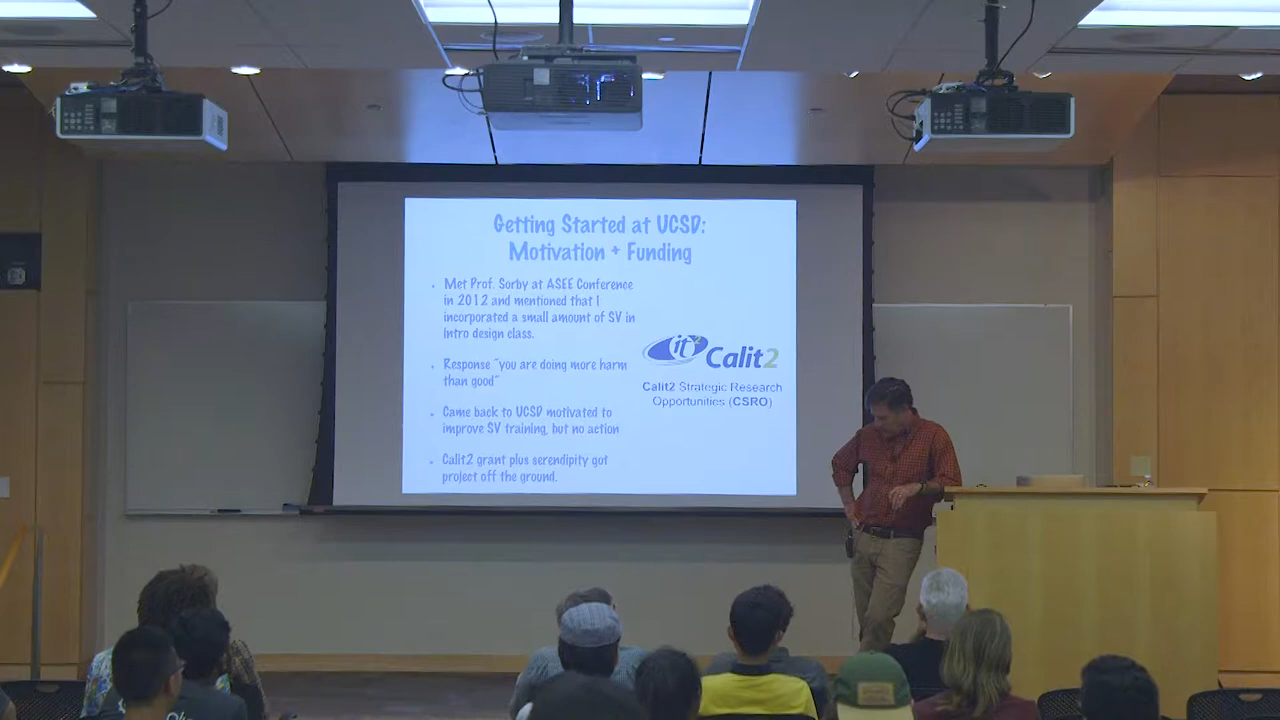 Getting Started at UCSD:
Motivation + Funding
Met Prof. Sorby at ASEE Conference
in 2012 and mentioned that I
incorporated a small amount of SV in
intro design class.
Response "you are doing more harm
than good"
Came back to UCSD motivated to
improve SV training, but no action
Calit2 grant plus serendipity got
project off the ground.
it2 Calit2
Calit2 Strategic Research
Opportunities (CSRO)